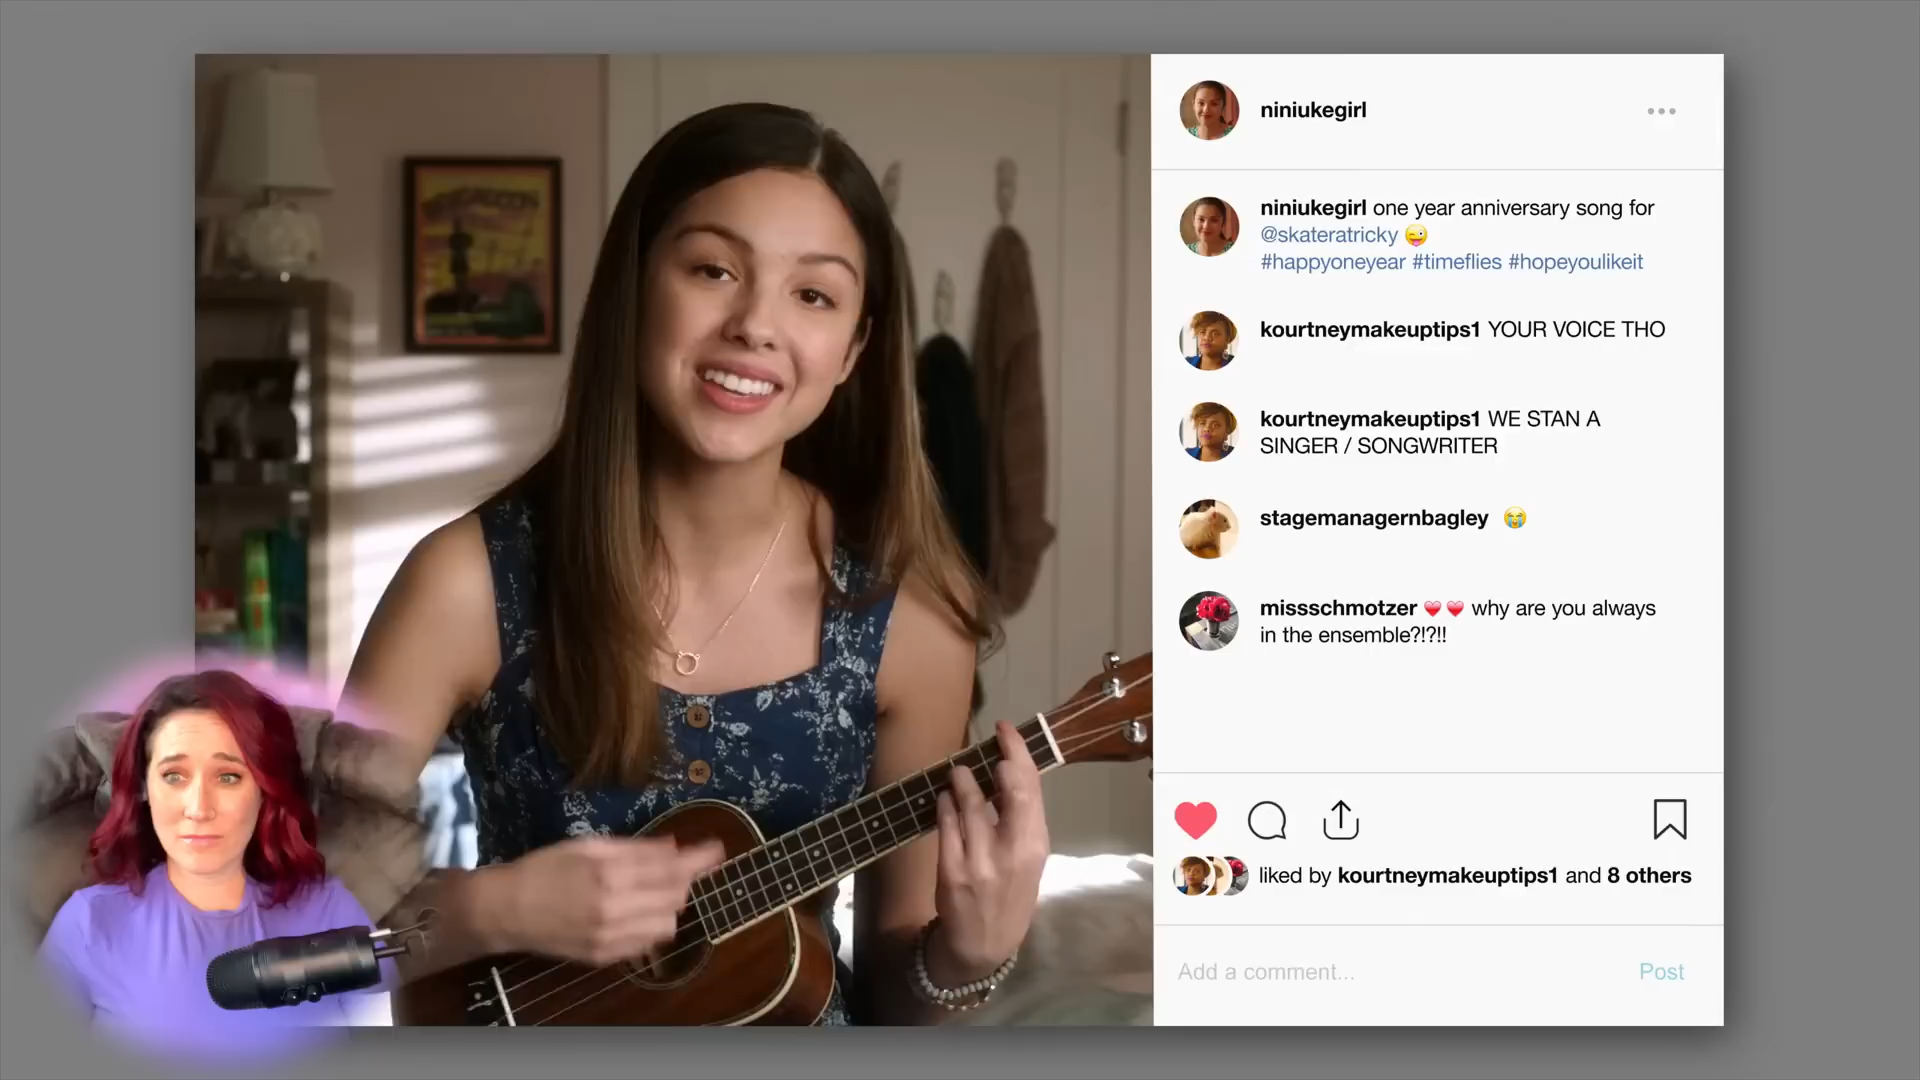 BRIGADOON
niniukegirl
niniukegirl one year anniversary song for
@skateratricky 😜
#happyoneyear #timeflies #hopeyoulikeit
kourtneymakeuptips1 YOUR VOICE THO
kourtneymakeuptips1 WE STAN A
SINGER / SONGWRITER
stagemanagernbagley 😭
missschmotzer ❤️❤️ why are you always
in the ensemble?!?!!
liked by kourtneymakeuptips1 and 8 others
Add a comment...
Post